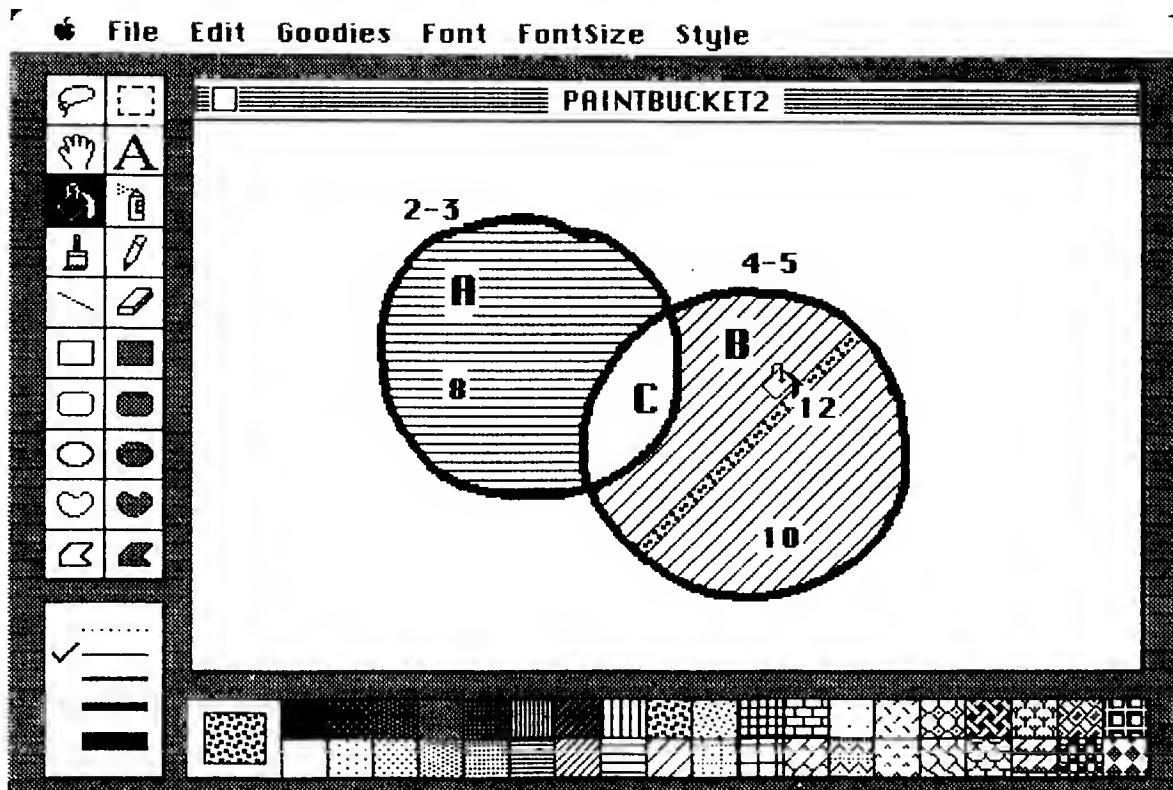 File Edit Goodies Font FontSize Style
PAINTBUCKET2
A
2-3
4-5
A
B
8
C
12
10